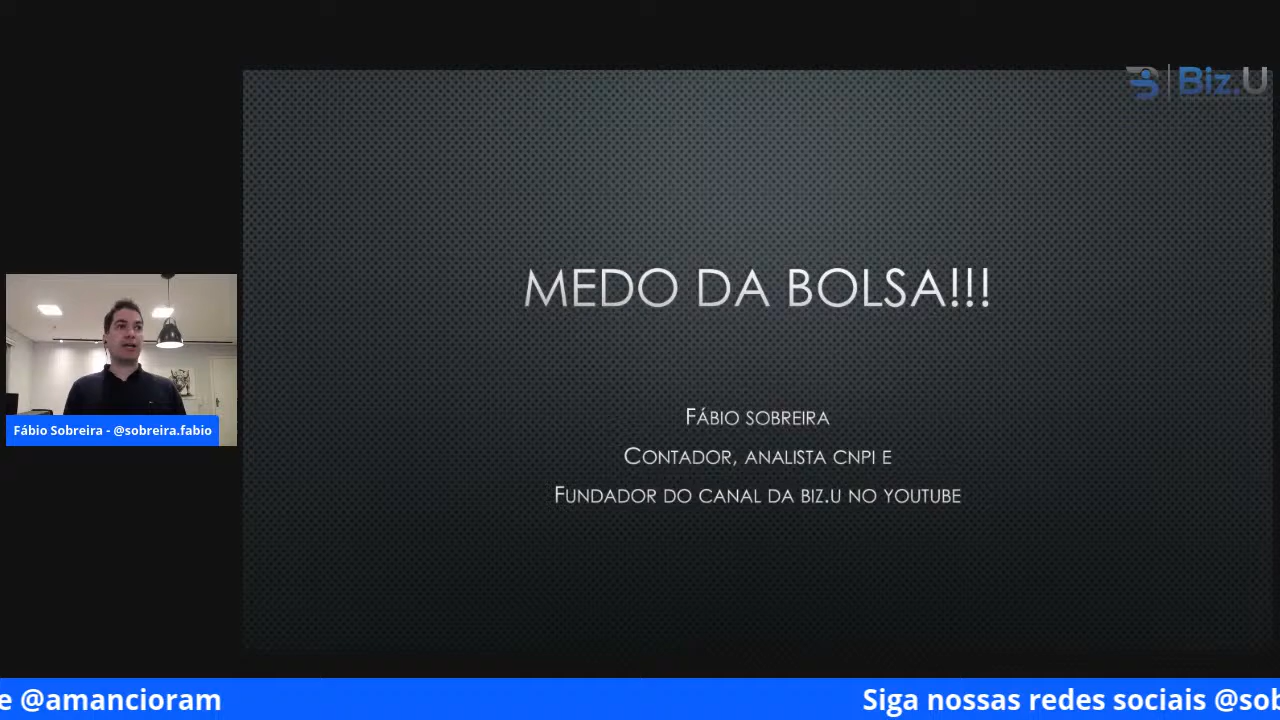 Biz.U
MEDO DA BOLSA!!!
FÁBIO SOBREIRA
CONTADOR, ANALISTA CNPI E
FUNDADOR DO CANAL DA BIZ.U NO YOUTUBE
Fábio Sobreira - @sobreira.fabio
e @amancioram
Siga nossas redes sociais @sob